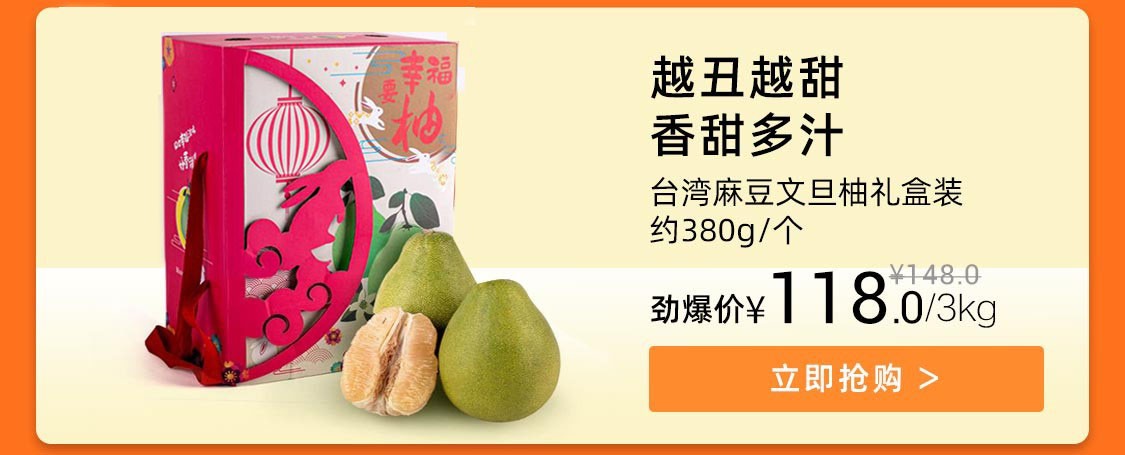 幸福
要
柚
越丑越甜
香甜多汁
台湾麻豆文旦柚礼盒装
约380g/个
¥148.0
劲爆价¥118.0/3kg
立即抢购 >